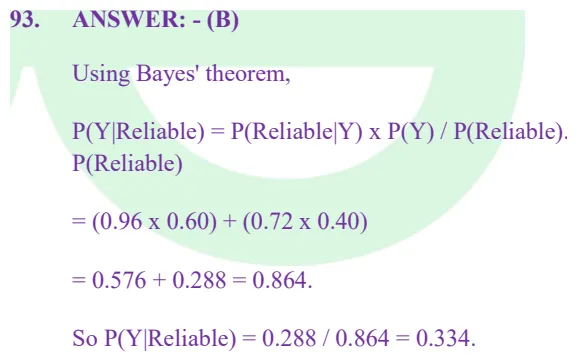 93. ANSWER: - (B)
Using Bayes' theorem,
P(Y|Reliable) = P(Reliable|Y) x P(Y) / P(Reliable).
P(Reliable)
= (0.96 x 0.60) + (0.72 x 0.40)
= 0.576 + 0.288 = 0.864.
So P(Y|Reliable) = 0.288 / 0.864 = 0.334.